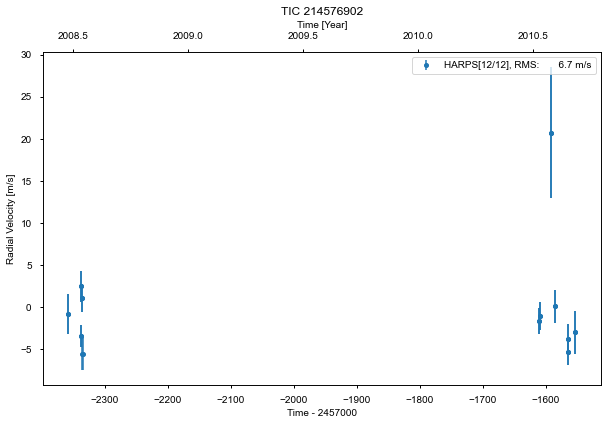 TIC 214576902
Time [Year]
2008.5 2009.0 2009.5 2010.0 2010.5
HARPS[12/12], RMS: 6.7 m/s
30
25
20
15
10
5
0
−5
Radial Velocity [m/s]
−2300 −2200 −2100 −2000 −1900 −1800 −1700 −1600
Time - 2457000